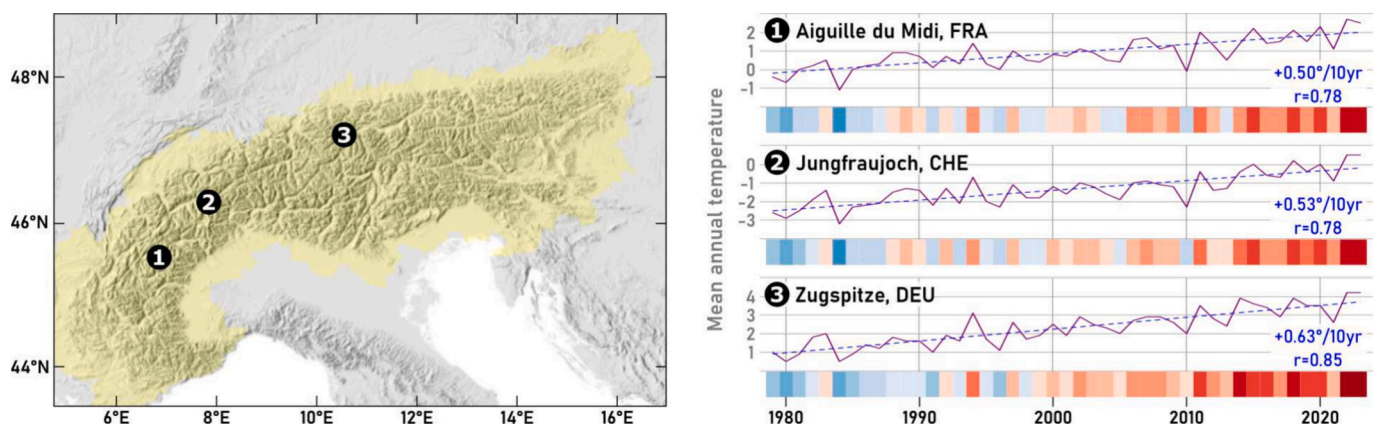 48°N
46°N
44°N
6°E 8°E 10°E 12°E 14°E 16°E
1
2
3
Mean annual temperature
1 Aiguille du Midi, FRA
2
1
0
-1
+0.50°/10yr
r=0.78
2 Jungfraujoch, CHE
0
-1
-2
-3
+0.53°/10yr
r=0.78
3 Zugspitze, DEU
4
3
2
1
+0.63°/10yr
r=0.85
1980 1990 2000 2010 2020